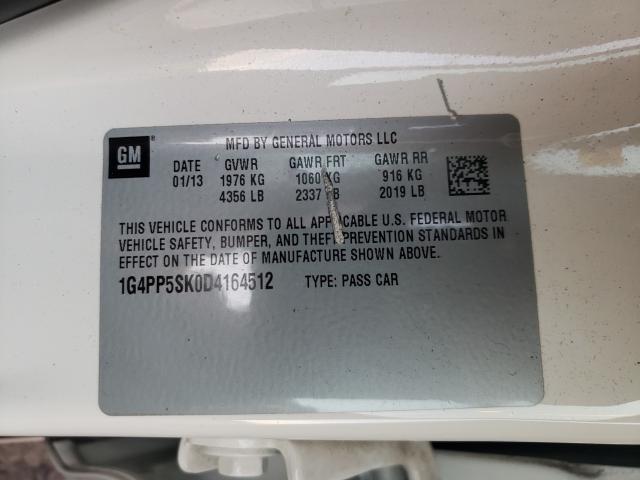 MFD BY GENERAL MOTORS LLC
GM®
DATE GVWR GAWR FRT GAWR RR
01/13 1976 KG 1060 KG 916 KG
4356 LB 2337 LB 2019 LB
THIS VEHICLE CONFORMS TO ALL APPLICABLE U.S. FEDERAL MOTOR
VEHICLE SAFETY, BUMPER, AND THEFT PREVENTION STANDARDS IN
EFFECT ON THE DATE OF MANUFACTURE SHOWN ABOVE.
1G4PP5SK0D4164512 TYPE: PASS CAR